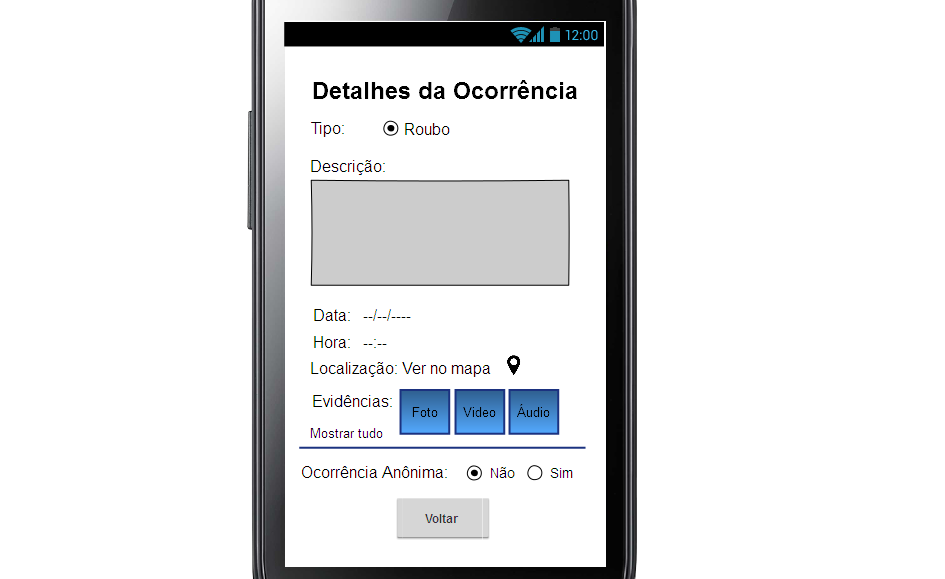 12:00
Detalhes da Ocorrência
Tipo: Roubo
Descrição:
Data: --/--/----
Hora: --:--
Localização: Ver no mapa
Evidências: Foto Video Áudio
Mostrar tudo
Ocorrência Anônima: Não Sim
Voltar